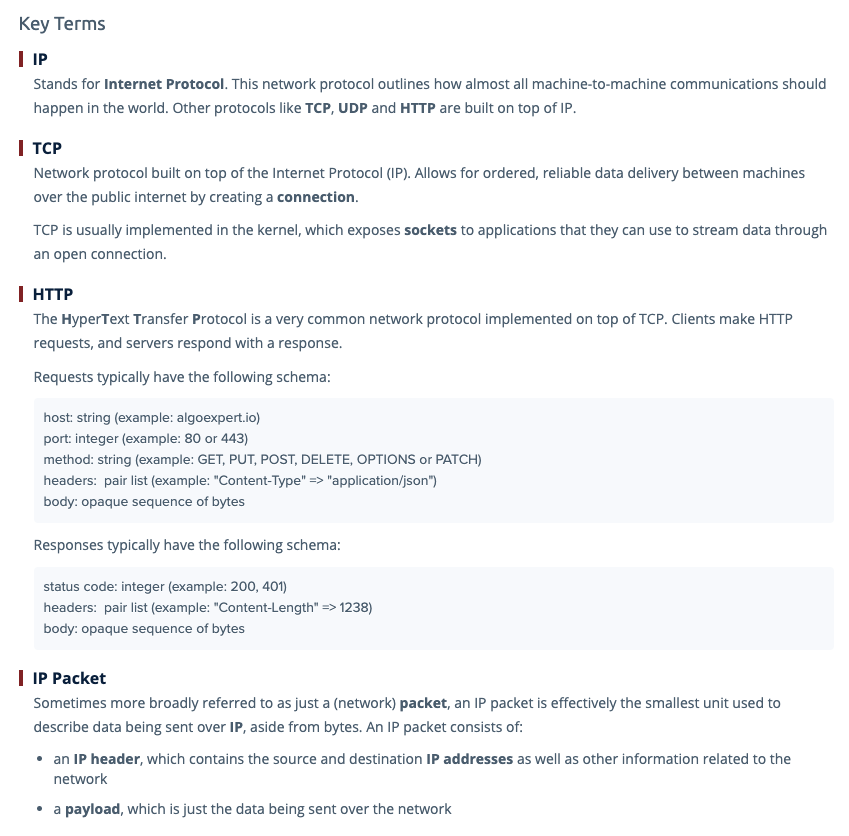 Key Terms
IP
Stands for Internet Protocol. This network protocol outlines how almost all machine-to-machine communications should
happen in the world. Other protocols like TCP, UDP and HTTP are built on top of IP.
TCP
Network protocol built on top of the Internet Protocol (IP). Allows for ordered, reliable data delivery between machines
over the public internet by creating a connection.
TCP is usually implemented in the kernel, which exposes sockets to applications that they can use to stream data through
an open connection.
HTTP
The HyperText Transfer Protocol is a very common network protocol implemented on top of TCP. Clients make HTTP
requests, and servers respond with a response.
Requests typically have the following schema:
host: string (example: algoexpert.io)
port: integer (example: 80 or 443)
method: string (example: GET, PUT, POST, DELETE, OPTIONS or PATCH)
headers: pair list (example: "Content-Type" => "application/json")
body: opaque sequence of bytes
Responses typically have the following schema:
status code: integer (example: 200, 401)
headers: pair list (example: "Content-Length" => 1238)
body: opaque sequence of bytes
IP Packet
Sometimes more broadly referred to as just a (network) packet, an IP packet is effectively the smallest unit used to
describe data being sent over IP, aside from bytes. An IP packet consists of:
• an IP header, which contains the source and destination IP addresses as well as other information related to the
network
• a payload, which is just the data being sent over the network